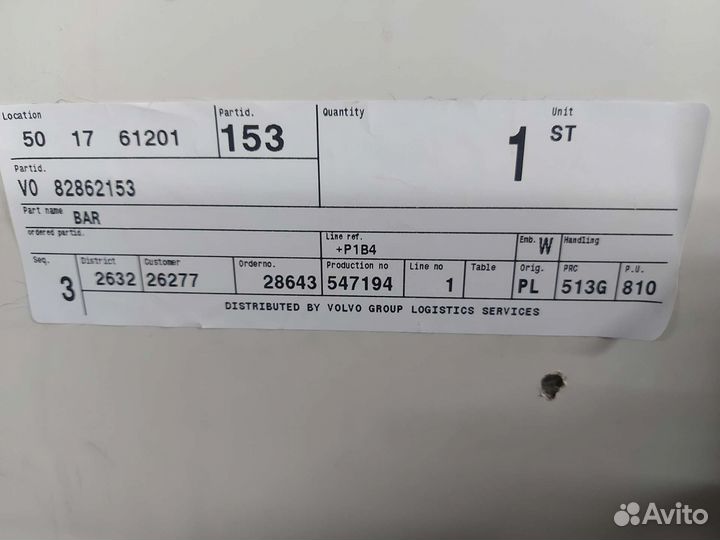 Location Partid. Quantity Unit
50 17 61201 153 1 ST
Partid.
VO 82862153
Part name BAR
ordered partid. Line ref. +P1B4 Emb. W Handling
Seq. District Customer Orderno. Production no Line no Table Orig. PRC P.U.
3 2632 26277 28643 547194 1 PL 513G 810
DISTRIBUTED BY VOLVO GROUP LOGISTICS SERVICES
Avito